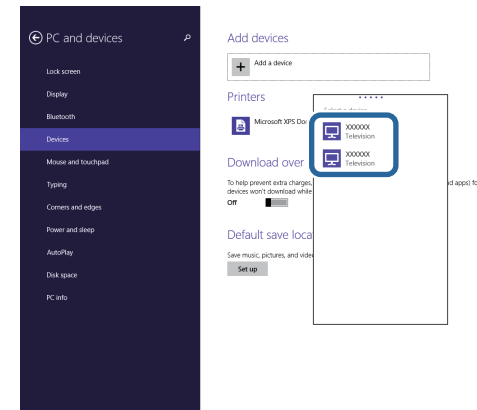 PC and devices
Lock screen
Display
Bluetooth
Devices
Mouse and touchpad
Typing
Corners and edges
Power and sleep
AutoPlay
Disk space
PC info
Add devices
Add a device
Printers
Microsoft XPS Do
Download over
To help prevent extra charges,
d apps) fo
devices won't download while
Off
Default save loca
Save music, pictures, and vide
Set up
XXXXXX
Television
XXXXXX
Television